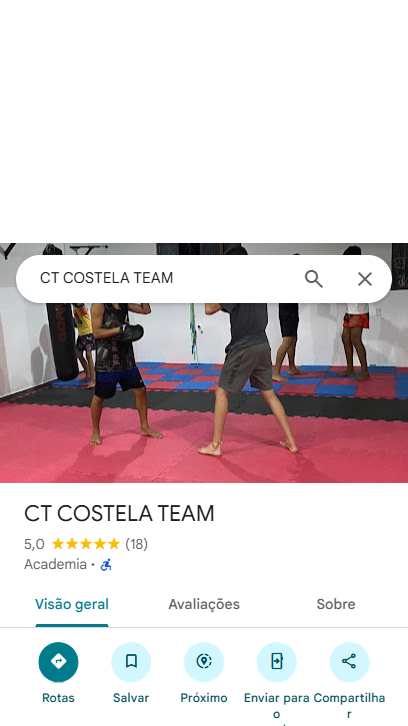 CT COSTELA TEAM
CT COSTELA TEAM
5,0 (18)
Academia ·
Visão geral Avaliações Sobre
Rotas Salvar Próximo Enviar para o Compartilhar